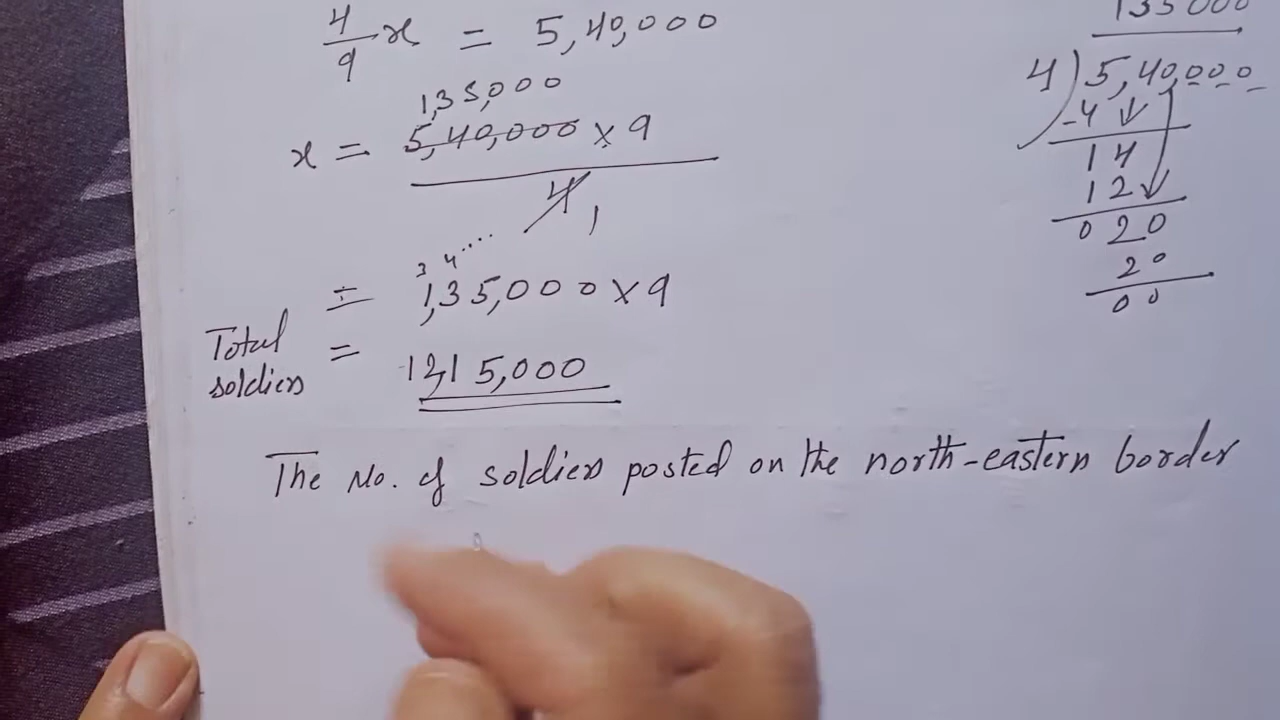 4/9 x = 5,40,000
1,35,000
x = 5,40,000 x 9
4 1
3 4 .....
= 1,35,000 x 9
Total soldiers = 12,15,000
The No. of soldiers posted on the north-eastern border
135000
4 ) 5,40,000
-4
14
12
020
20
00